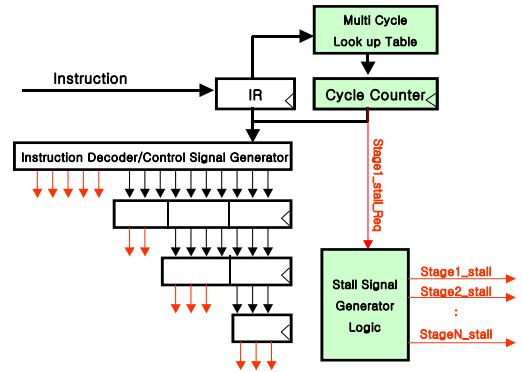 Multi Cycle
Look up Table
Instruction
IR
Cycle Counter
Instruction Decoder/Control Signal Generator
Stage1_stall_Req
Stall Signal
Generator
Logic
Stage1_stall
Stage2_stall
:
StageN_stall